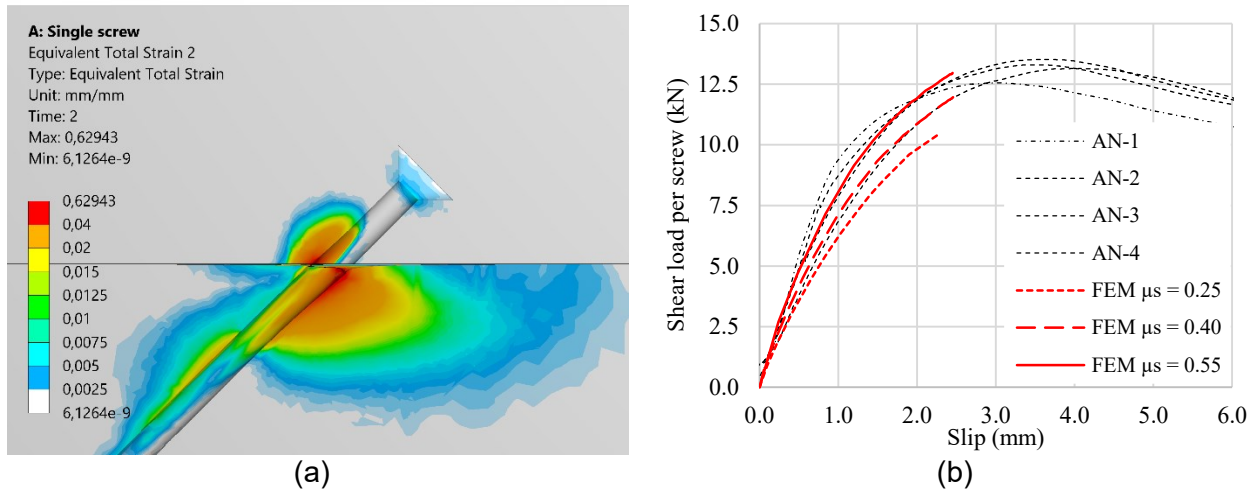 A: Single screw
Equivalent Total Strain 2
Type: Equivalent Total Strain
Unit: mm/mm
Time: 2
Max: 0,62943
Min: 6,1264e-9
0,62943
0,04
0,02
0,015
0,0125
0,01
0,0075
0,005
0,0025
6,1264e-9
(a)
Shear load per screw (kN)
15.0
12.5
10.0
7.5
5.0
2.5
0.0
0.0 1.0 2.0 3.0 4.0 5.0 6.0
Slip (mm)
AN-1
AN-2
AN-3
AN-4
FEM µs = 0.25
FEM µs = 0.40
FEM µs = 0.55
(b)